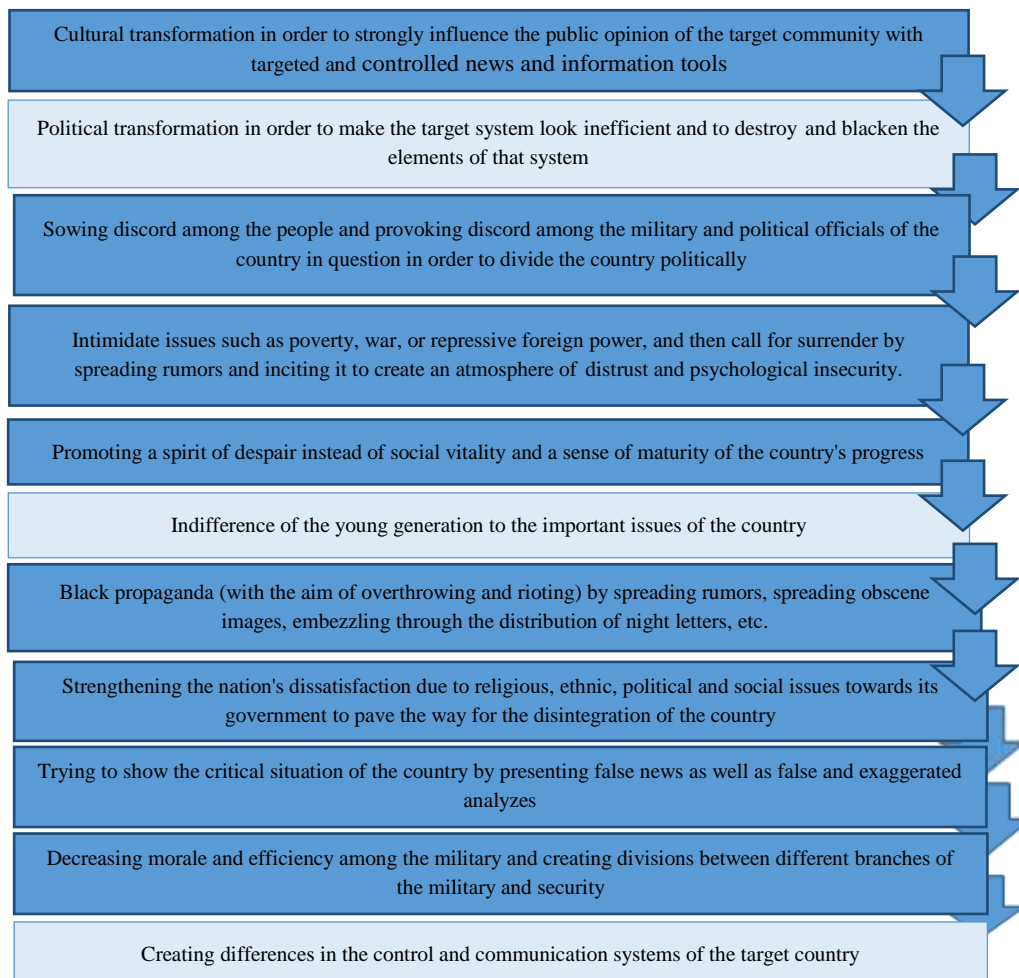 Cultural transformation in order to strongly influence the public opinion of the target community with
targeted and controlled news and information tools
Political transformation in order to make the target system look inefficient and to destroy and blacken the
elements of that system
Sowing discord among the people and provoking discord among the military and political officials of the
country in question in order to divide the country politically
Intimidate issues such as poverty, war, or repressive foreign power, and then call for surrender by
spreading rumors and inciting it to create an atmosphere of distrust and psychological insecurity.
Promoting a spirit of despair instead of social vitality and a sense of maturity of the country's progress
Indifference of the young generation to the important issues of the country
Black propaganda (with the aim of overthrowing and rioting) by spreading rumors, spreading obscene
images, embezzling through the distribution of night letters, etc.
Strengthening the nation's dissatisfaction due to religious, ethnic, political and social issues towards its
government to pave the way for the disintegration of the country
Trying to show the critical situation of the country by presenting false news as well as false and exaggerated
analyzes
Decreasing morale and efficiency among the military and creating divisions between different branches of
the military and security
Creating differences in the control and communication systems of the target country